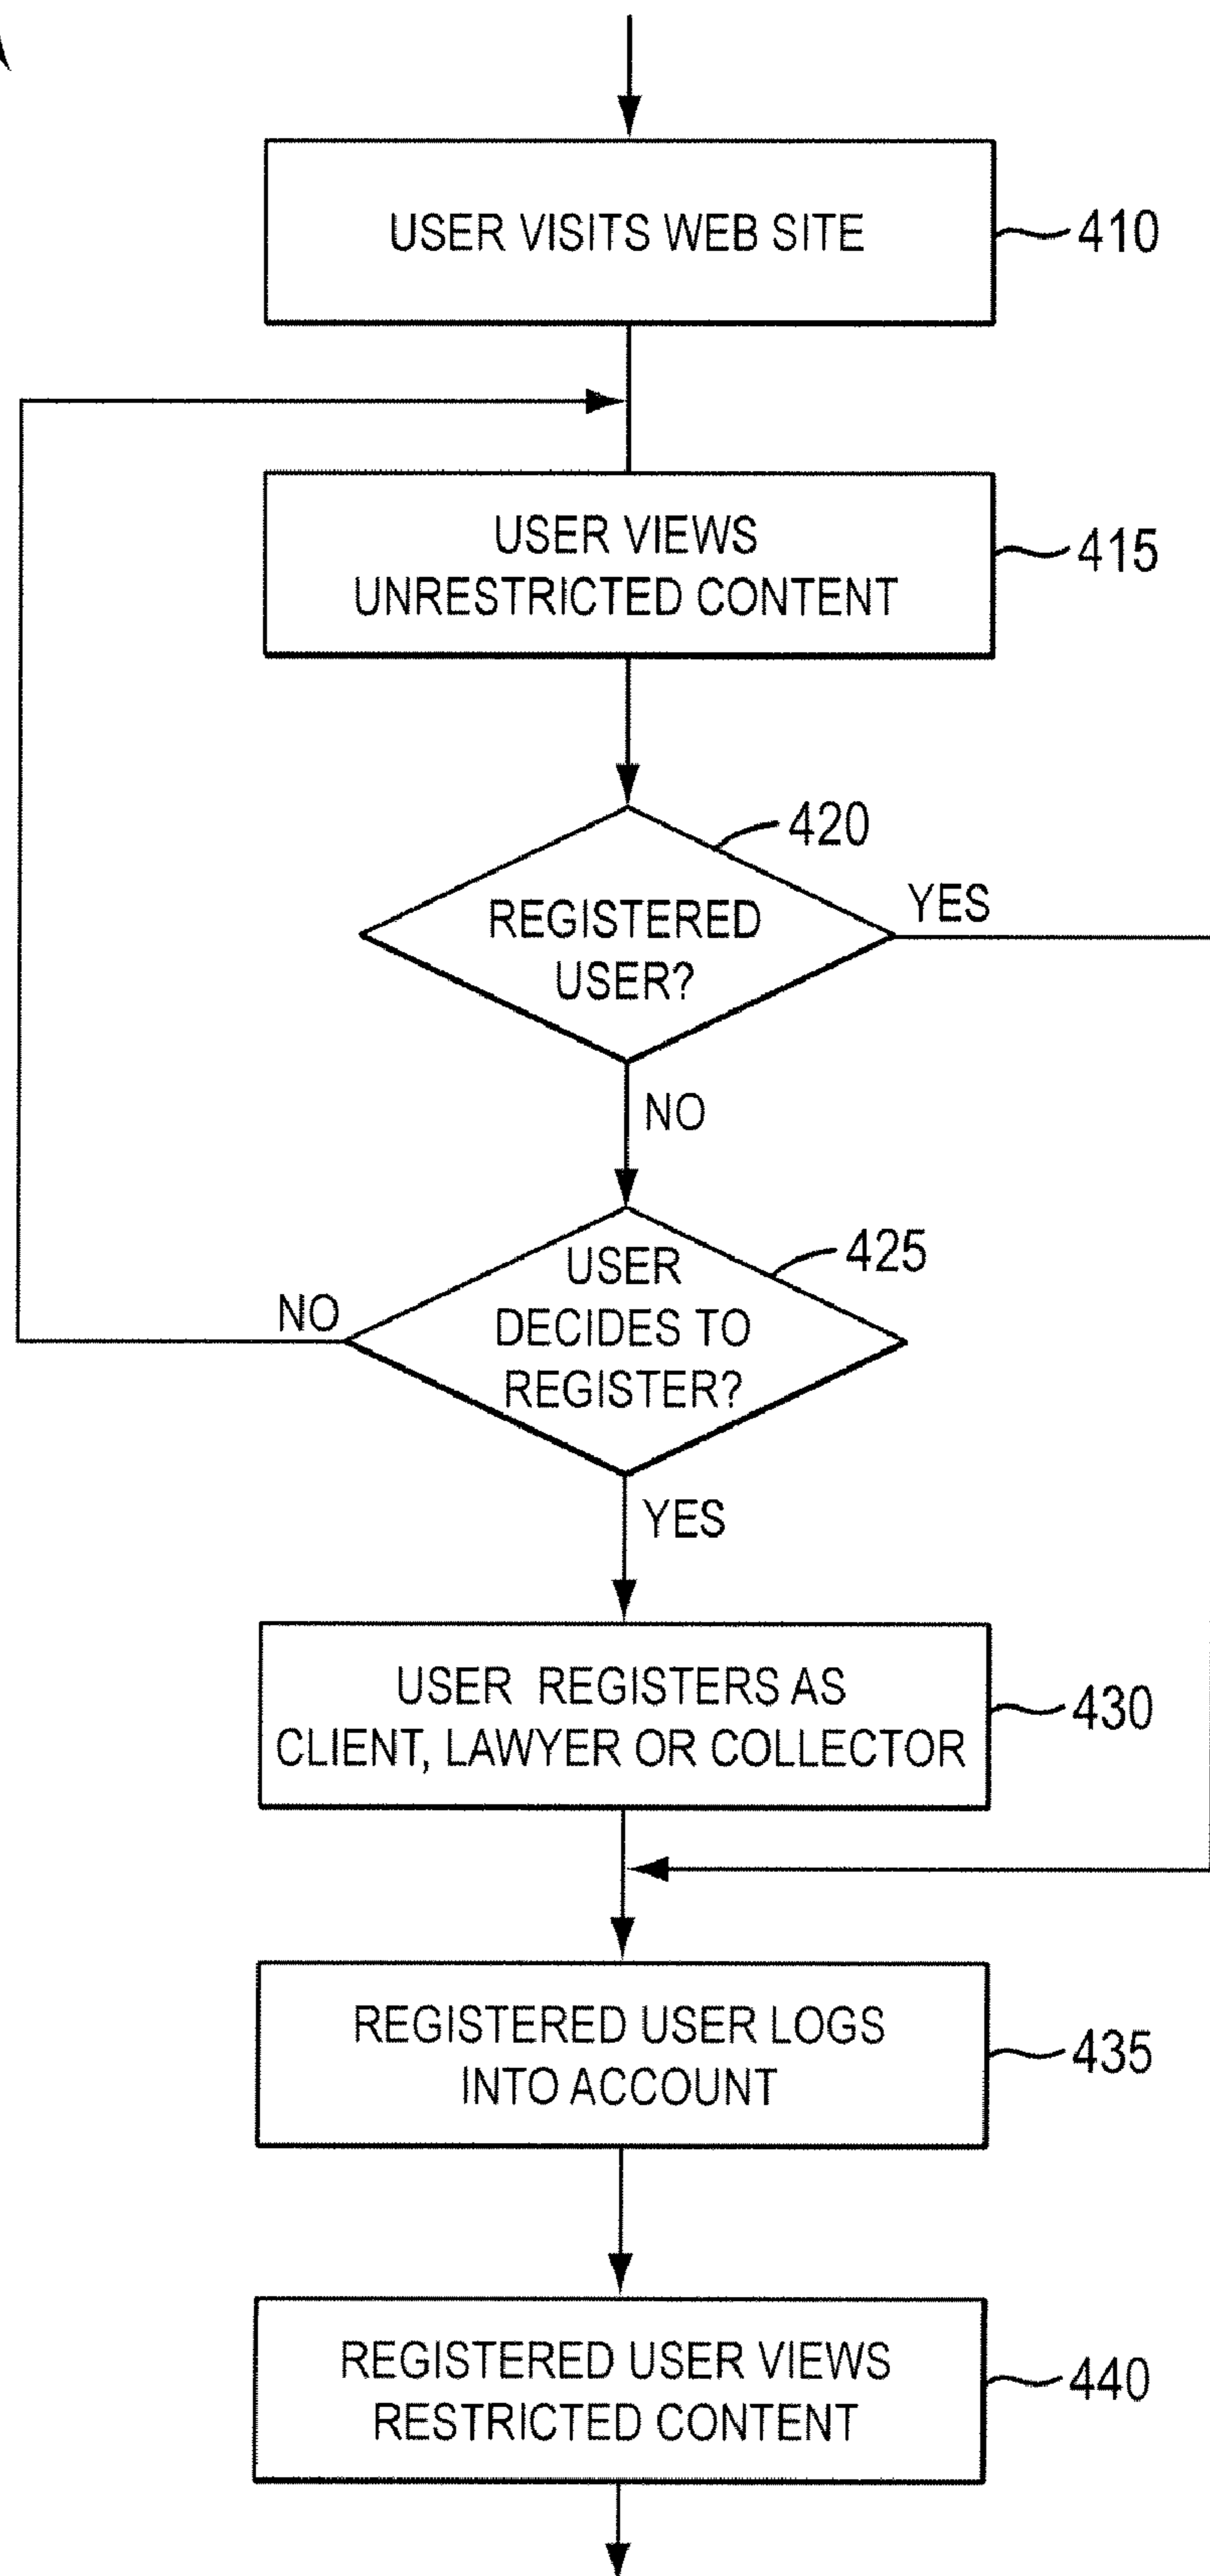 USER VISITS WEB SITE
410
USER VIEWS
UNRESTRICTED CONTENT
415
420
REGISTERED
USER?
YES
NO
425
USER
DECIDES TO
REGISTER?
NO
YES
USER REGISTERS AS
CLIENT, LAWYER OR COLLECTOR
430
REGISTERED USER LOGS
INTO ACCOUNT
435
REGISTERED USER VIEWS
RESTRICTED CONTENT
440